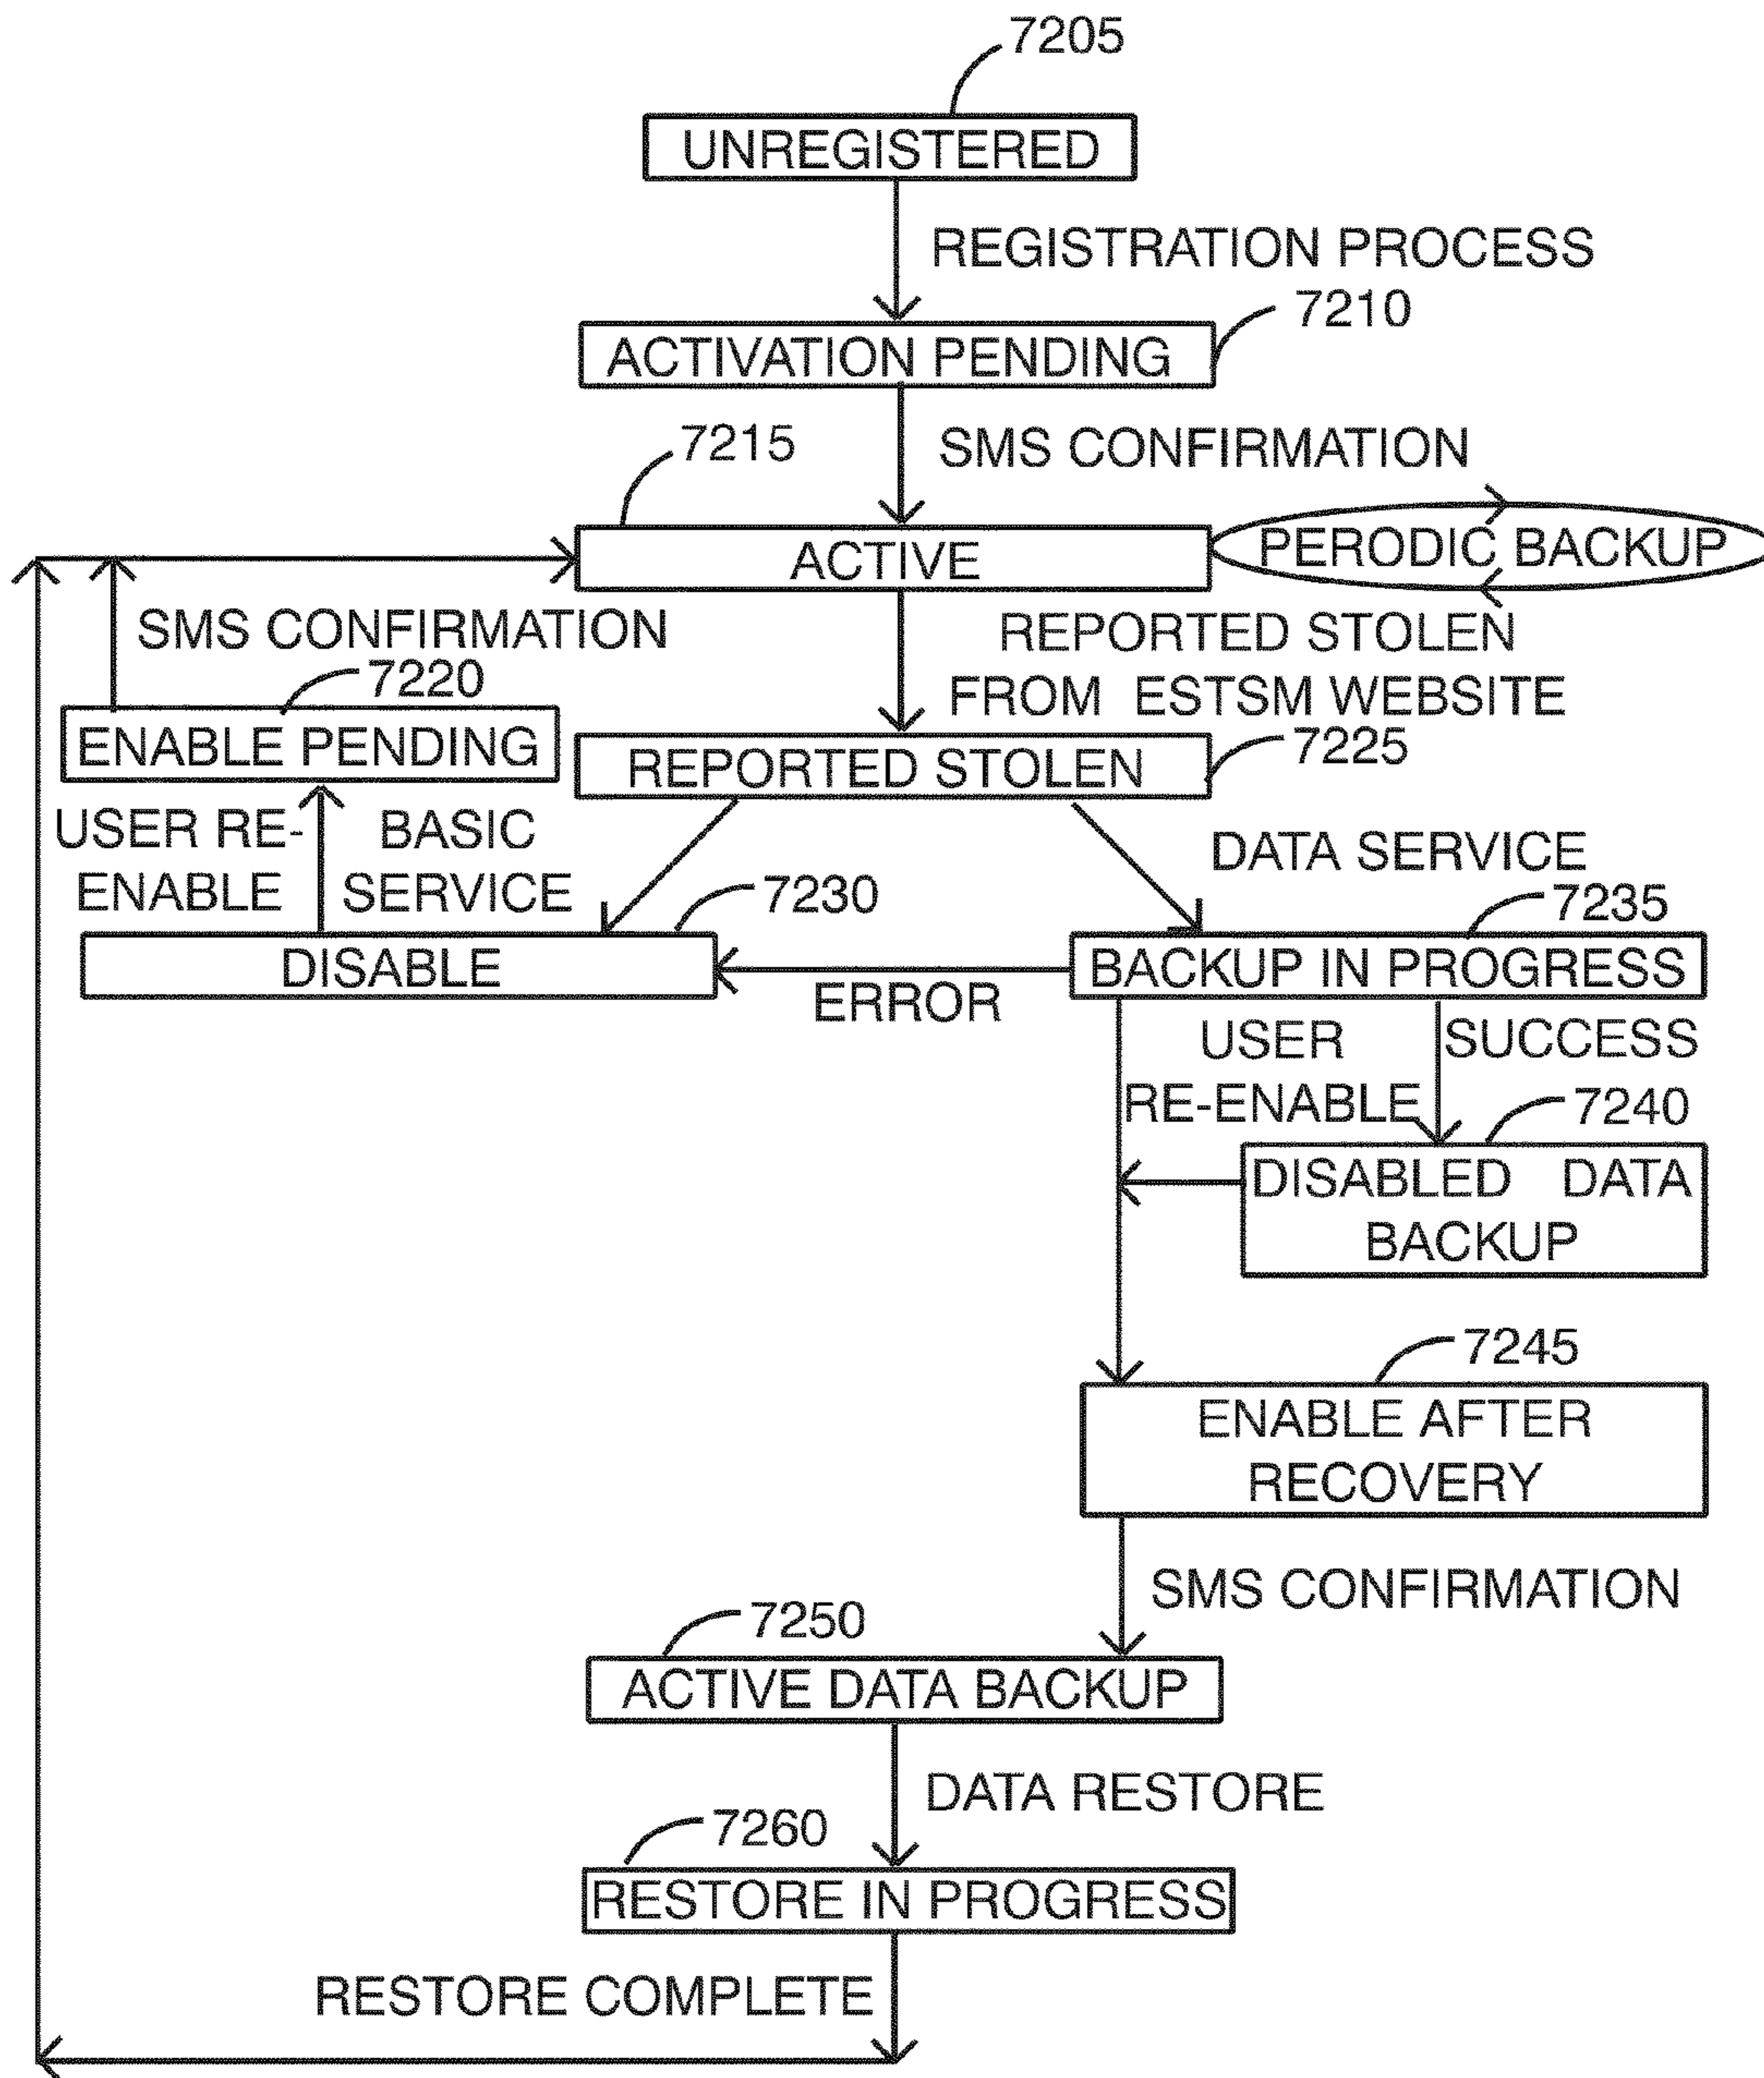 7205
UNREGISTERED
REGISTRATION PROCESS
7210
ACTIVATION PENDING
7215
SMS CONFIRMATION
ACTIVE
PERODIC BACKUP
SMS CONFIRMATION
REPORTED STOLEN
FROM ESTSM WEBSITE
7220
ENABLE PENDING
7225
REPORTED STOLEN
USER RE-
ENABLE
BASIC
SERVICE
DATA SERVICE
7230
7235
DISABLE
BACKUP IN PROGRESS
ERROR
USER
RE-ENABLE
SUCCESS
7240
DISABLED DATA
BACKUP
7245
ENABLE AFTER
RECOVERY
SMS CONFIRMATION
7250
ACTIVE DATA BACKUP
DATA RESTORE
7260
RESTORE IN PROGRESS
RESTORE COMPLETE